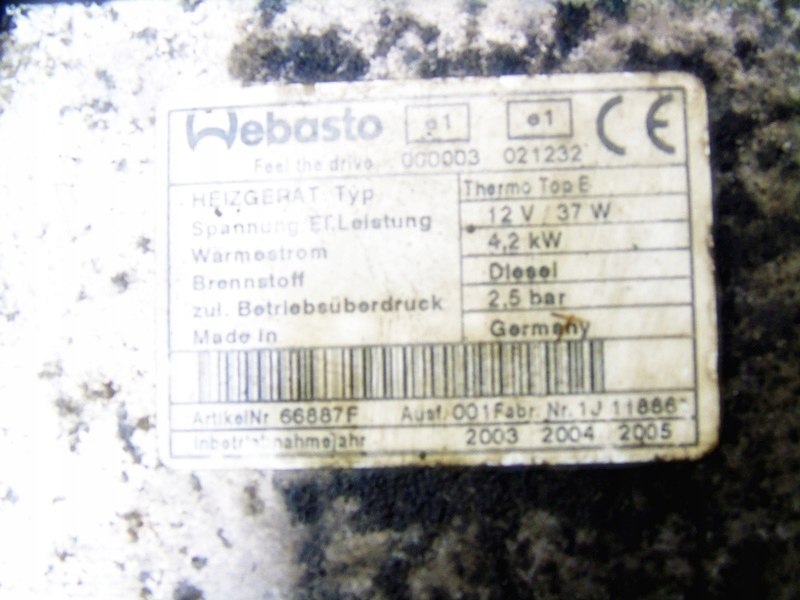 Webasto e1 e1 CE
Feel the drive 000003 021232
HEIZGERÄT Typ Thermo Top E
Spannung El.Leistung 12 V / 37 W
Wärmestrom 4,2 kW
Brennstoff Diesel
zul. Betriebsüberdruck 2,5 bar
Made in Germany
ArtikelNr 66887F Ausf. 001 Fabr. Nr. 1J 11886
Inbetriebnahmejahr 2003 2004 2005